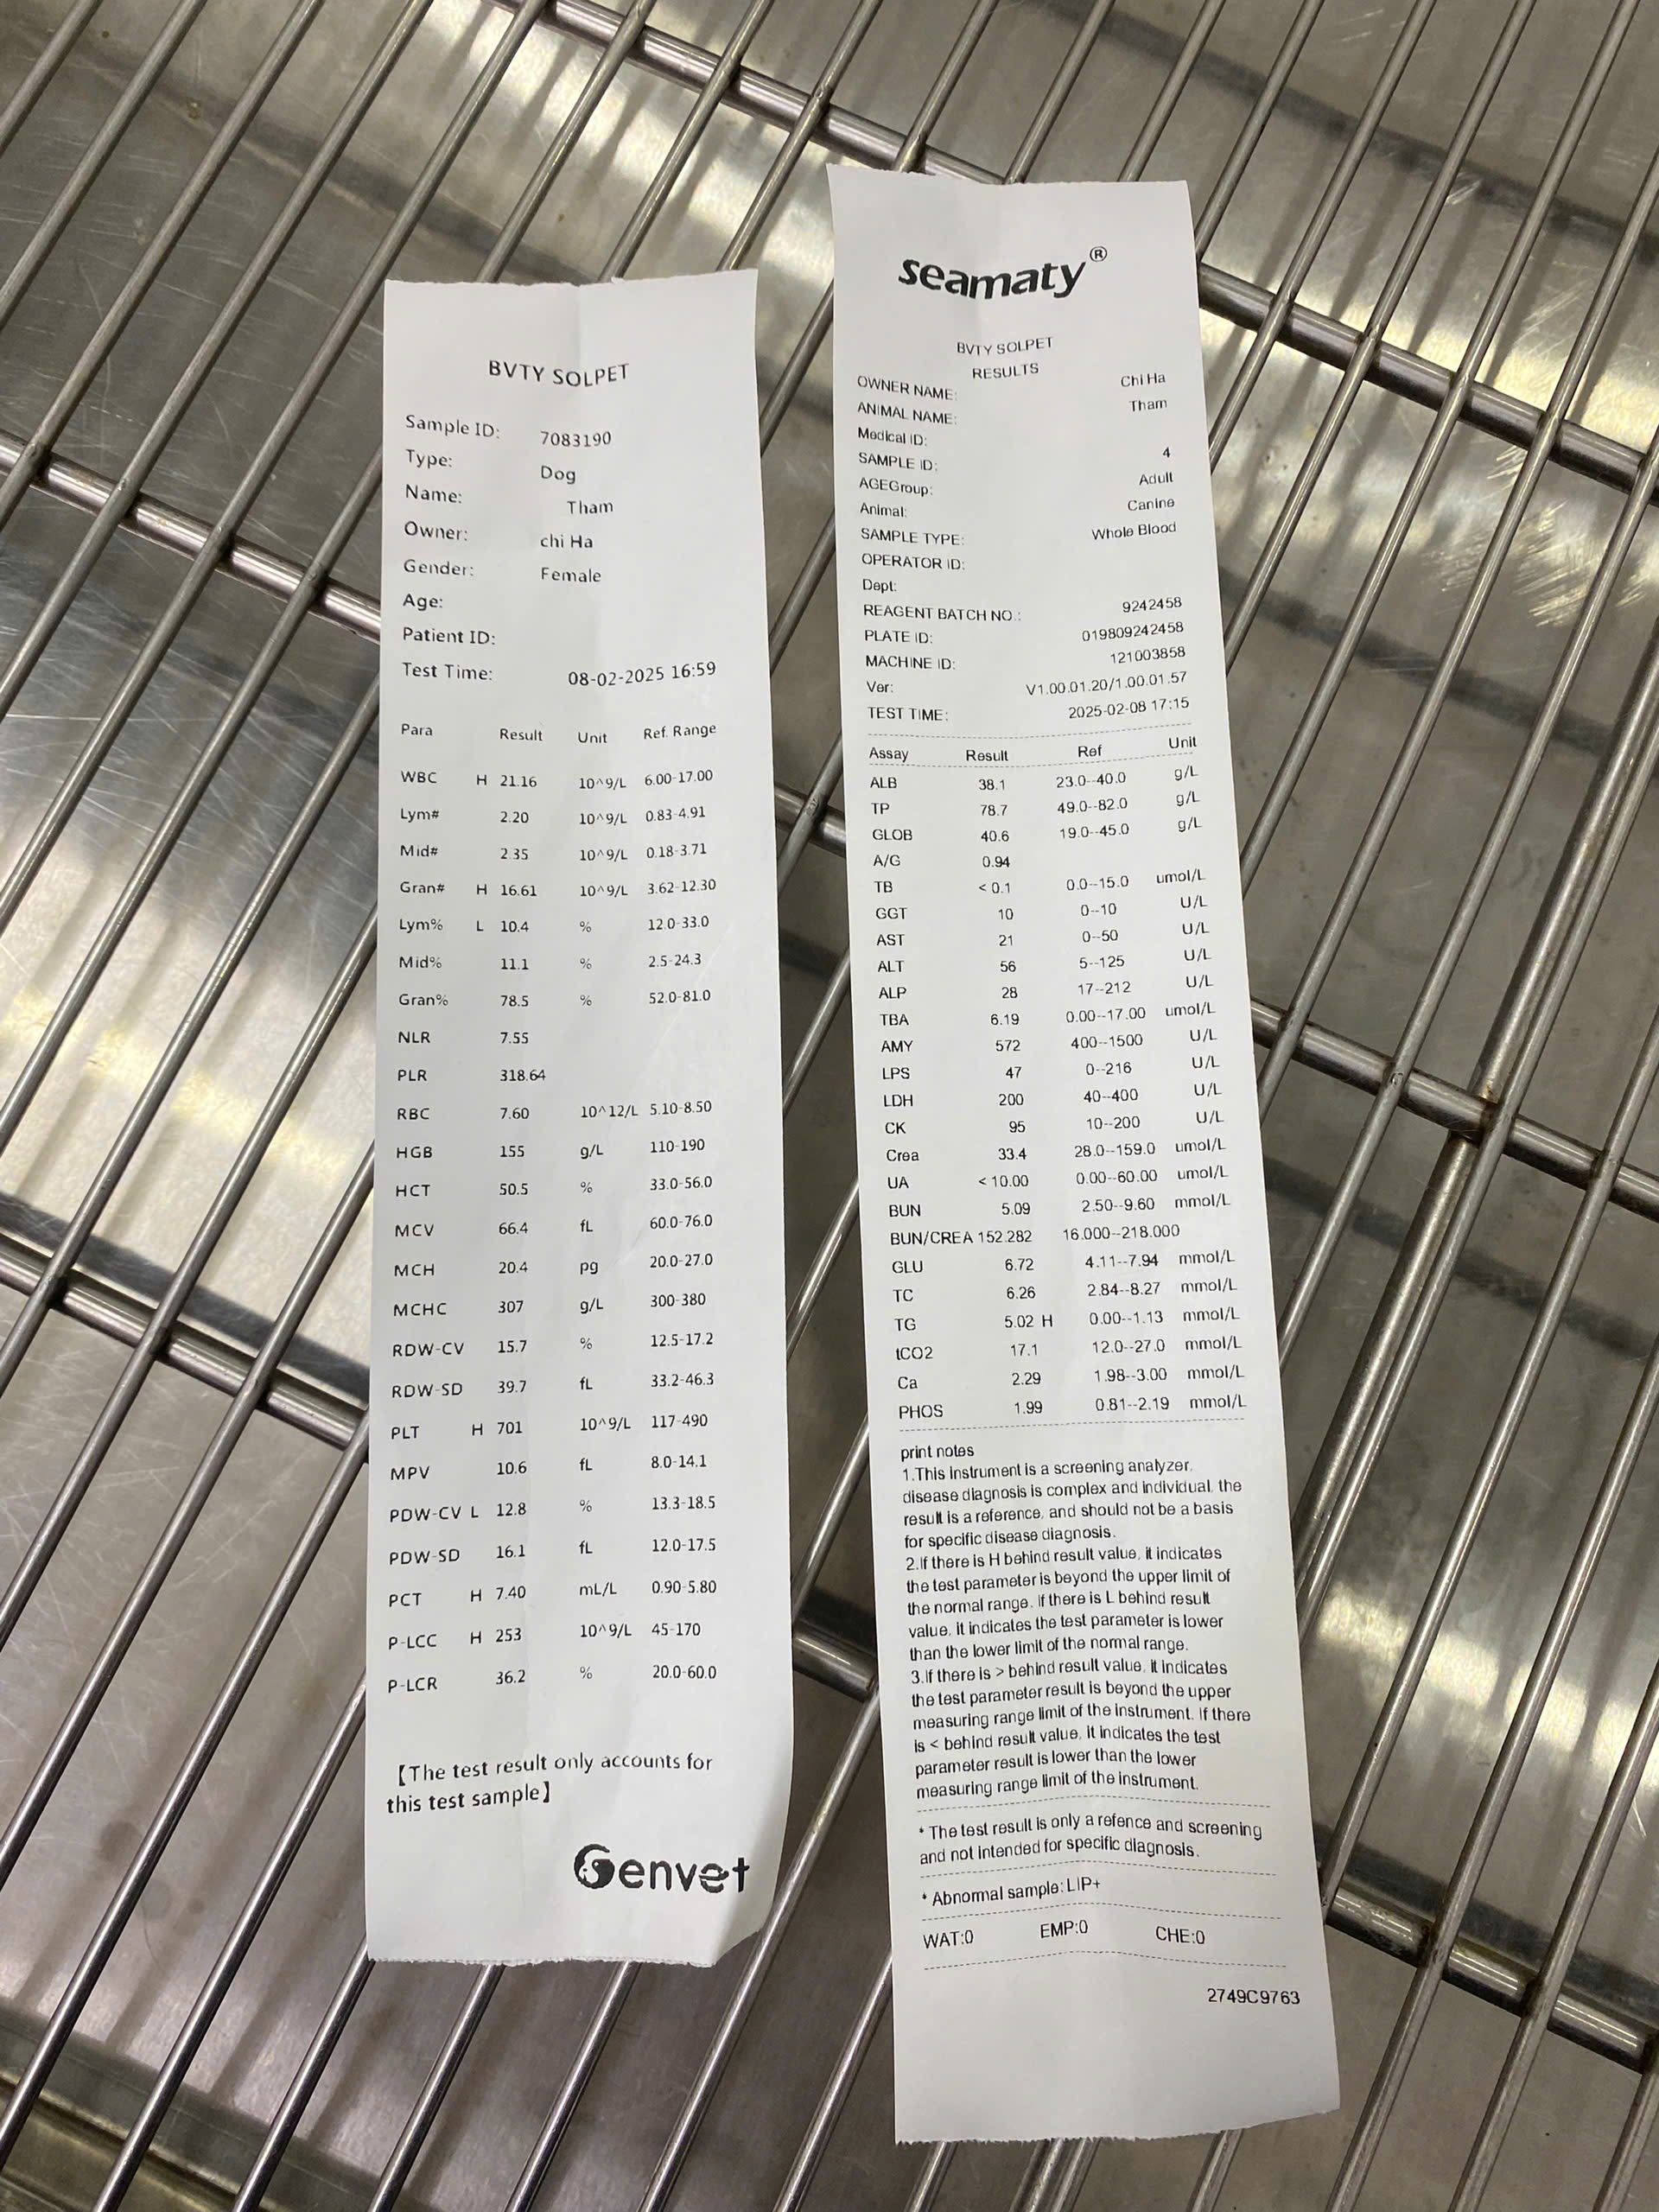 BVTY SOLPET
Sample ID: 7083190
Type: Dog
Name: Tham
Owner: chi Ha
Gender: Female
Age:
Patient ID:
Test Time: 08-02-2025 16:59
Para Result Unit Ref. Range
WBC H 21.16 10^9/L 6.00-17.00
Lym# 2.20 10^9/L 0.83-4.91
Mid# 2.35 10^9/L 0.18-3.71
Gran# H 16.61 10^9/L 3.62-12.30
Lym% L 10.4 % 12.0-33.0
Mid% 11.1 % 2.5-24.3
Gran% 78.5 % 52.0-81.0
NLR 7.55
PLR 318.64
RBC 7.60 10^12/L 5.10-8.50
HGB 155 g/L 110-190
HCT 50.5 % 33.0-56.0
MCV 66.4 fL 60.0-76.0
MCH 20.4 pg 20.0-27.0
MCHC 307 g/L 300-380
RDW-CV 15.7 % 12.5-17.2
RDW-SD 39.7 fL 33.2-46.3
PLT H 701 10^9/L 117-490
MPV 10.6 fL 8.0-14.1
PDW-CV L 12.8 % 13.3-18.5
PDW-SD 16.1 fL 12.0-17.5
PCT H 7.40 mL/L 0.90-5.80
P-LCC H 253 10^9/L 45-170
P-LCR 36.2 % 20.0-60.0
【The test result only accounts for
this test sample】
Genvet
seamaty®
BVTY SOLPET
RESULTS
OWNER NAME: Chi Ha
ANIMAL NAME: Tham
Medical ID:
SAMPLE ID: 4
AGEGroup: Adult
Animal: Canine
SAMPLE TYPE: Whole Blood
OPERATOR ID:
Dept:
REAGENT BATCH NO.: 9242458
PLATE ID: 019809242458
MACHINE ID: 121003858
Ver: V1.00.01.20/1.00.01.57
TEST TIME: 2025-02-08 17:15
Assay Result Ref Unit
ALB 38.1 23.0--40.0 g/L
TP 78.7 49.0--82.0 g/L
GLOB 40.6 19.0--45.0 g/L
A/G 0.94
TB < 0.1 0.0--15.0 umol/L
GGT 10 0--10 U/L
AST 21 0--50 U/L
ALT 56 5--125 U/L
ALP 28 17--212 U/L
TBA 6.19 0.00--17.00 umol/L
AMY 572 400--1500 U/L
LPS 47 0--216 U/L
LDH 200 40--400 U/L
CK 95 10--200 U/L
Crea 33.4 28.0--159.0 umol/L
UA < 10.00 0.00--60.00 umol/L
BUN 5.09 2.50--9.60 mmol/L
BUN/CREA 152.282 16.000--218.000
GLU 6.72 4.11--7.94 mmol/L
TC 6.26 2.84--8.27 mmol/L
TG 5.02 H 0.00--1.13 mmol/L
tCO2 17.1 12.0--27.0 mmol/L
Ca 2.29 1.98--3.00 mmol/L
PHOS 1.99 0.81--2.19 mmol/L
print notes
1.This instrument is a screening analyzer,
disease diagnosis is complex and individual, the
result is a reference, and should not be a basis
for specific disease diagnosis.
2.If there is H behind result value, it indicates
the test parameter is beyond the upper limit of
the normal range. If there is L behind result
value, it indicates the test parameter is lower
than the lower limit of the normal range.
3.If there is > behind result value, it indicates
the test parameter result is beyond the upper
measuring range limit of the instrument. If there
is < behind result value, it indicates the test
parameter result is lower than the lower
measuring range limit of the instrument.
* The test result is only a refence and screening
and not intended for specific diagnosis.
* Abnormal sample: LIP+
WAT:0 EMP:0 CHE:0
2749C9763